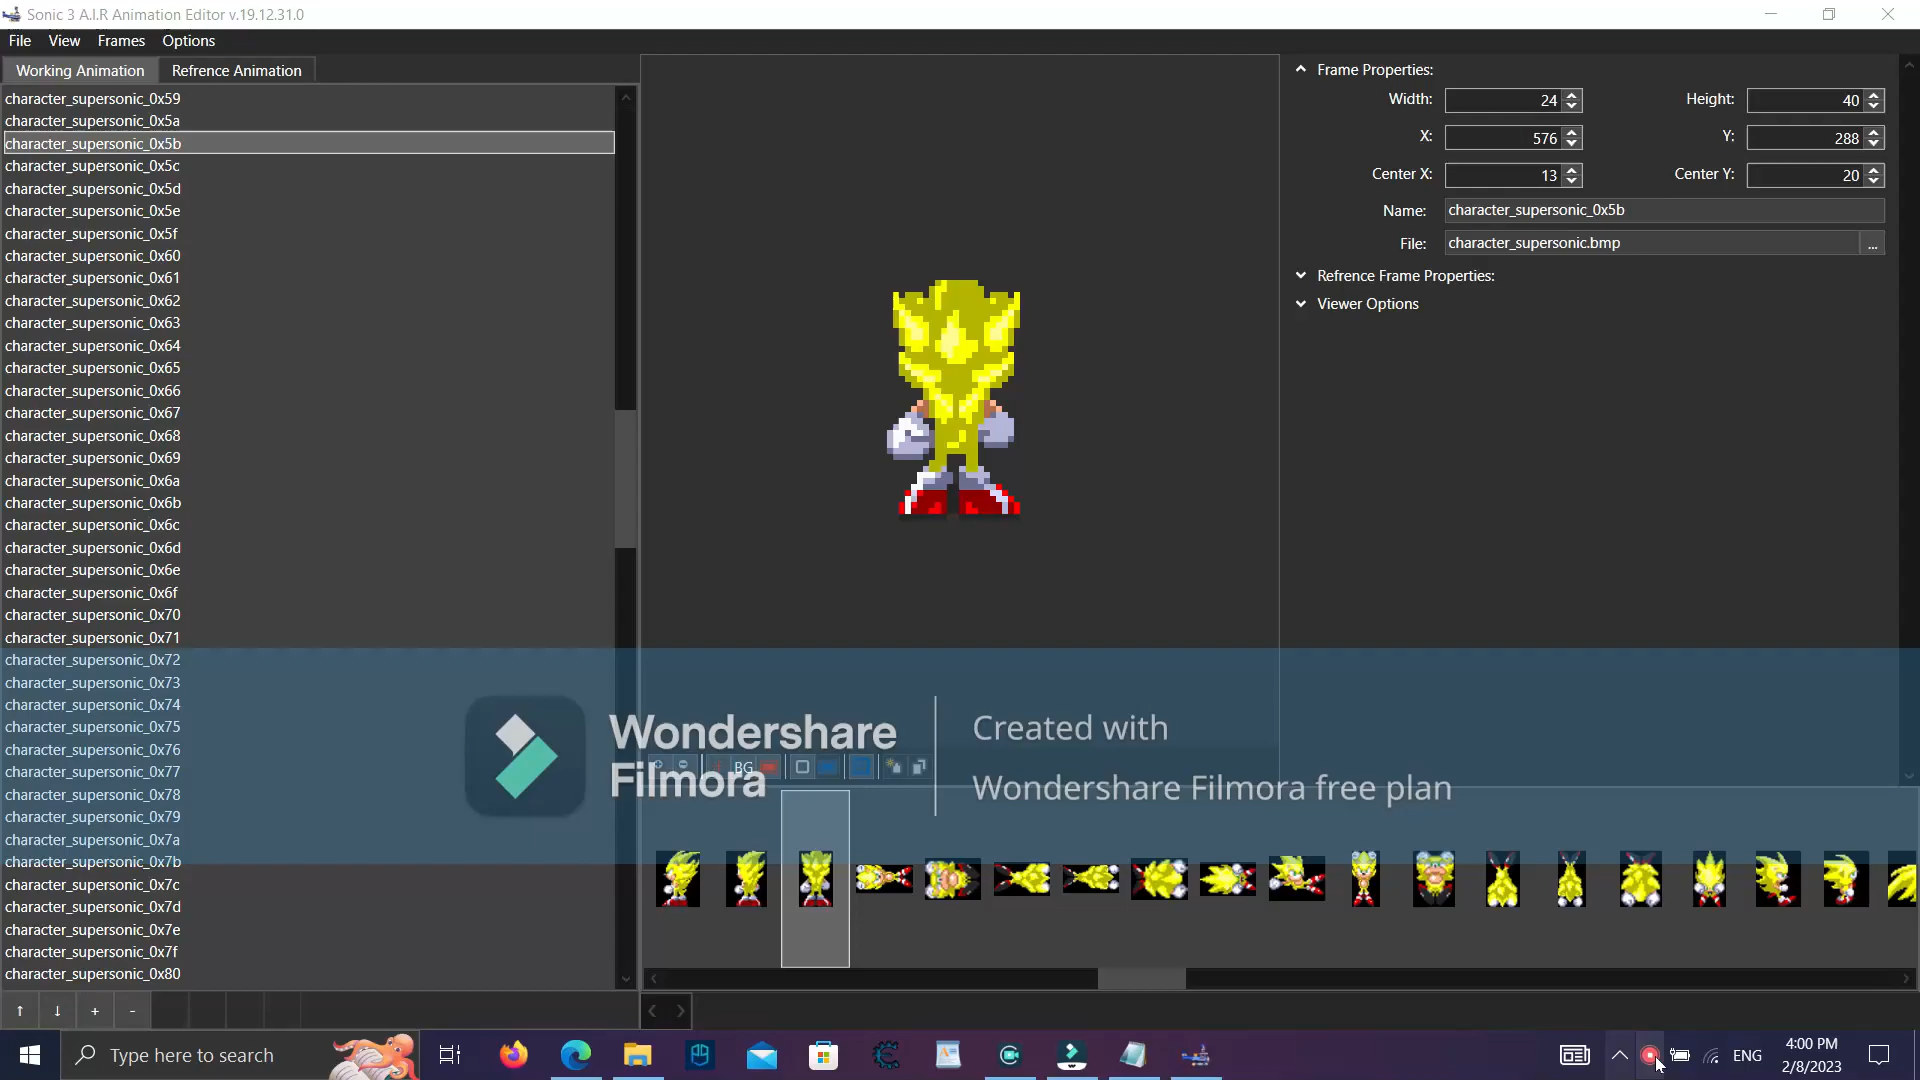 Sonic 3 A.I.R Animation Editor v.19.12.31.0
File View Frames Options
Working Animation Refrence Animation
character_supersonic_0x59
character_supersonic_0x5a
character_supersonic_0x5b
character_supersonic_0x5c
character_supersonic_0x5d
character_supersonic_0x5e
character_supersonic_0x5f
character_supersonic_0x60
character_supersonic_0x61
character_supersonic_0x62
character_supersonic_0x63
character_supersonic_0x64
character_supersonic_0x65
character_supersonic_0x66
character_supersonic_0x67
character_supersonic_0x68
character_supersonic_0x69
character_supersonic_0x6a
character_supersonic_0x6b
character_supersonic_0x6c
character_supersonic_0x6d
character_supersonic_0x6e
character_supersonic_0x6f
character_supersonic_0x70
character_supersonic_0x71
character_supersonic_0x72
character_supersonic_0x73
character_supersonic_0x74
character_supersonic_0x75
character_supersonic_0x76
character_supersonic_0x77
character_supersonic_0x78
character_supersonic_0x79
character_supersonic_0x7a
character_supersonic_0x7b
character_supersonic_0x7c
character_supersonic_0x7d
character_supersonic_0x7e
character_supersonic_0x7f
character_supersonic_0x80
Frame Properties:
Width: 24 Height: 40
X: 576 Y: 288
Center X: 13 Center Y: 20
Name: character_supersonic_0x5b
File: character_supersonic.bmp ...
Refrence Frame Properties:
Viewer Options
BG
Wondershare
Filmora
Created with
Wondershare Filmora free plan
Type here to search
ENG
4:00 PM
2/8/2023